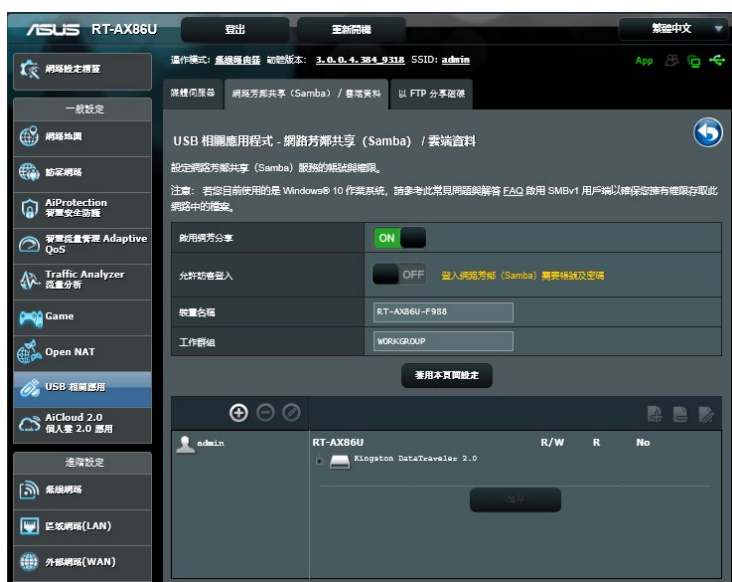 ASUS RT-AX86U 登出 重新開機 繁體中文
運作模式: 無線路由器 韌體版本: 3.0.0.4.384_9318 SSID: admin App
網路設定精靈
媒體伺服器 網路芳鄰共享 (Samba) / 雲端資料 以 FTP 分享磁碟
一般設定
網路地圖
訪客網路
AiProtection
智慧安全防護
智慧流量管理 Adaptive
QoS
Traffic Analyzer
流量分析
Game
Open NAT
USB 相關應用
AiCloud 2.0
個人雲 2.0 應用
進階設定
無線網路
區域網路(LAN)
外部網路(WAN)
USB 相關應用程式 - 網路芳鄰共享 (Samba) / 雲端資料
設定網路芳鄰共享 (Samba) 服務的帳號與權限。
注意: 若您目前使用的是 Windows® 10 作業系統, 請參考此常見問題與解答 FAQ 啟用 SMBv1 用戶端以確保您擁有權限存取此
網路中的檔案。
啟用網芳分享 ON
允許訪客登入 OFF 登入網路芳鄰 (Samba) 需要帳號及密碼
裝置名稱 RT-AX86U-F988
工作群組 WORKGROUP
套用本頁面設定
admin
RT-AX86U R/W R No
Kingston DataTraveler 2.0
儲存